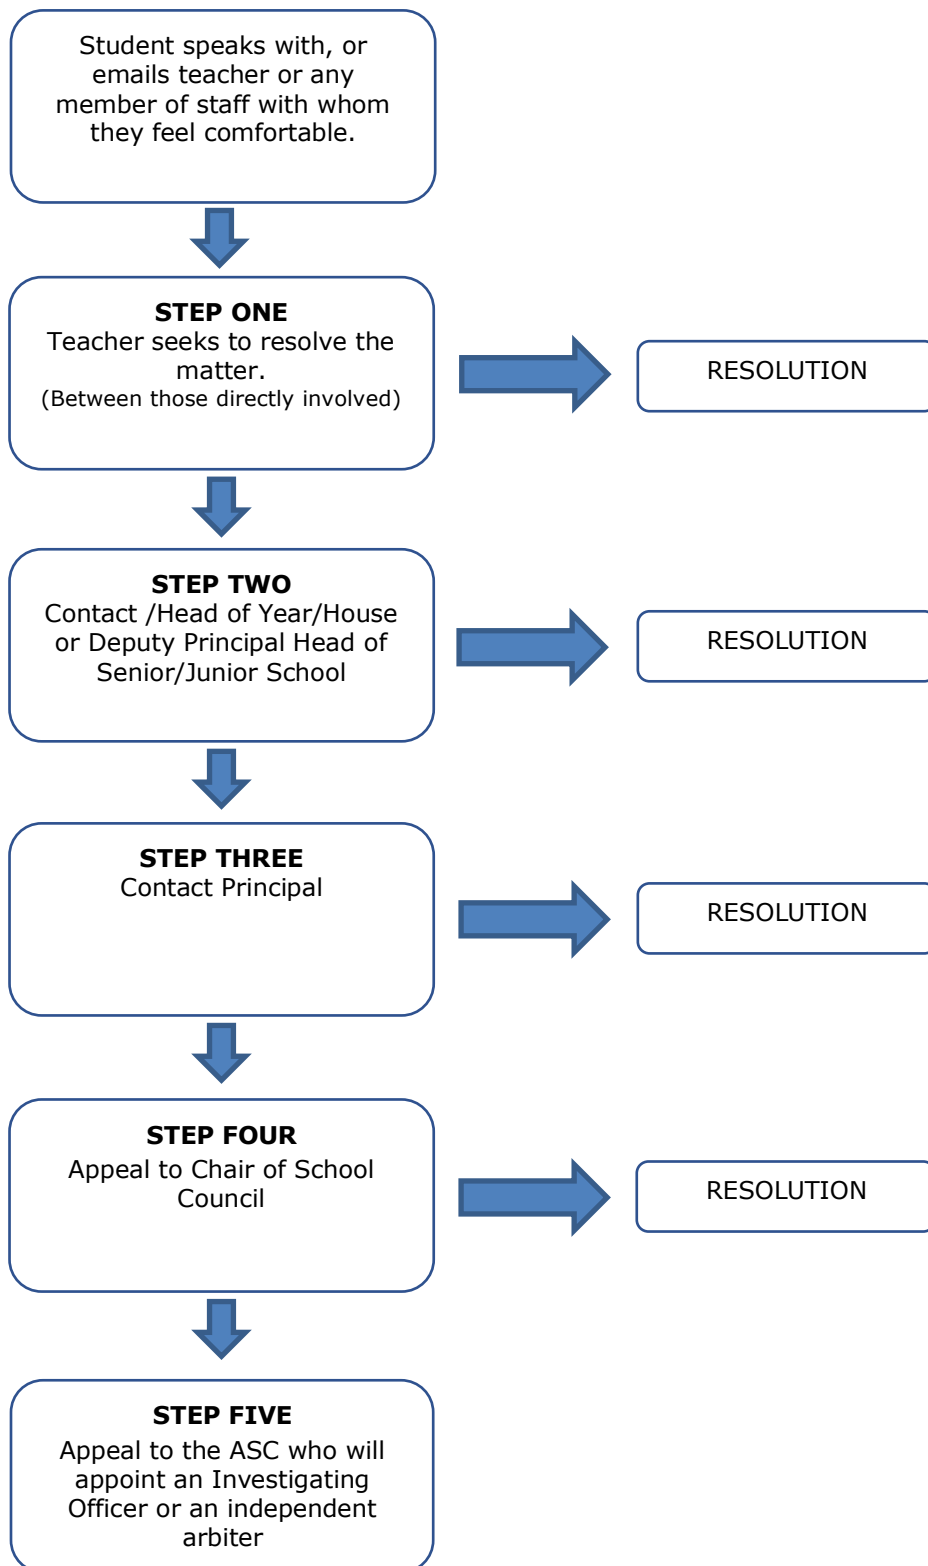 Student speaks with, or
emails teacher or any
member of staff with whom
they feel comfortable.
STEP ONE
Teacher seeks to resolve the
matter.
(Between those directly involved)
RESOLUTION
STEP TWO
Contact /Head of Year/House
or Deputy Principal Head of
Senior/Junior School
RESOLUTION
STEP THREE
Contact Principal
RESOLUTION
STEP FOUR
Appeal to Chair of School
Council
RESOLUTION
STEP FIVE
Appeal to the ASC who will
appoint an Investigating
Officer or an independent
arbiter